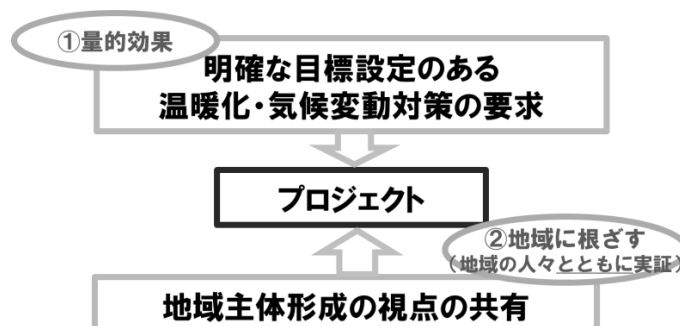 ①量的効果
明確な目標設定のある
温暖化・気候変動対策の要求
プロジェクト
②地域に根ざす
（地域の人々とともに実証）
地域主体形成の視点の共有